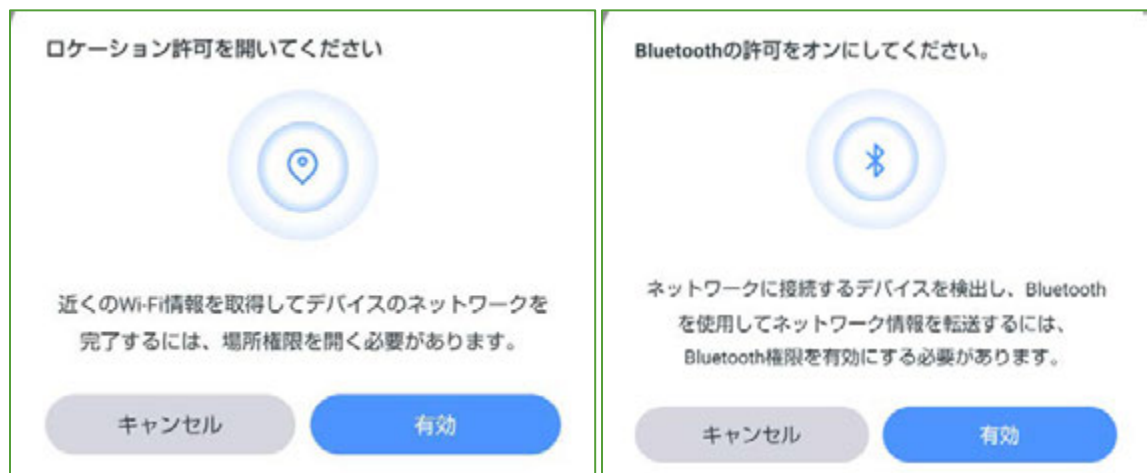 ロケーション許可を開いてください
近くのWi-Fi情報を取得してデバイスのネットワークを
完了するには、場所権限を開く必要があります。
キャンセル
有効
Bluetoothの許可をオンにしてください。
ネットワークに接続するデバイスを検出し、Bluetooth
を使用してネットワーク情報を転送するには、
Bluetooth権限を有効にする必要があります。
キャンセル
有効